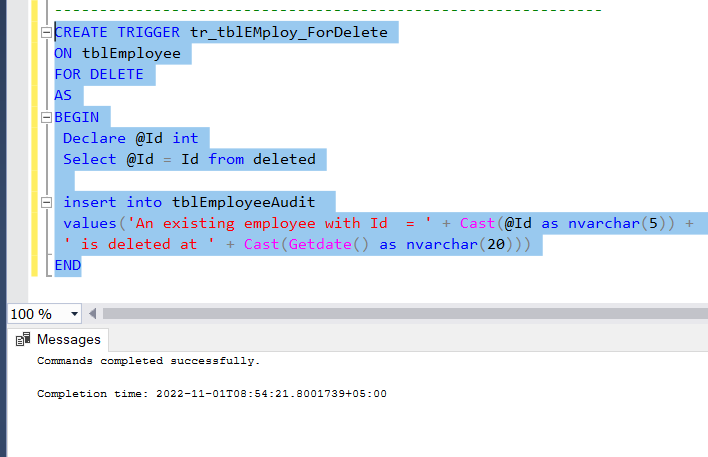 ------------------------------------------------------------
CREATE TRIGGER tr_tblEMploy_ForDelete
ON tblEmployee
FOR DELETE
AS
BEGIN
Declare @Id int
Select @Id = Id from deleted
insert into tblEmployeeAudit
values('An existing employee with Id  = ' + Cast(@Id as nvarchar(5)) +
' is deleted at ' + Cast(Getdate() as nvarchar(20)))
END
100 %
Messages
Commands completed successfully.
Completion time: 2022-11-01T08:54:21.8001739+05:00